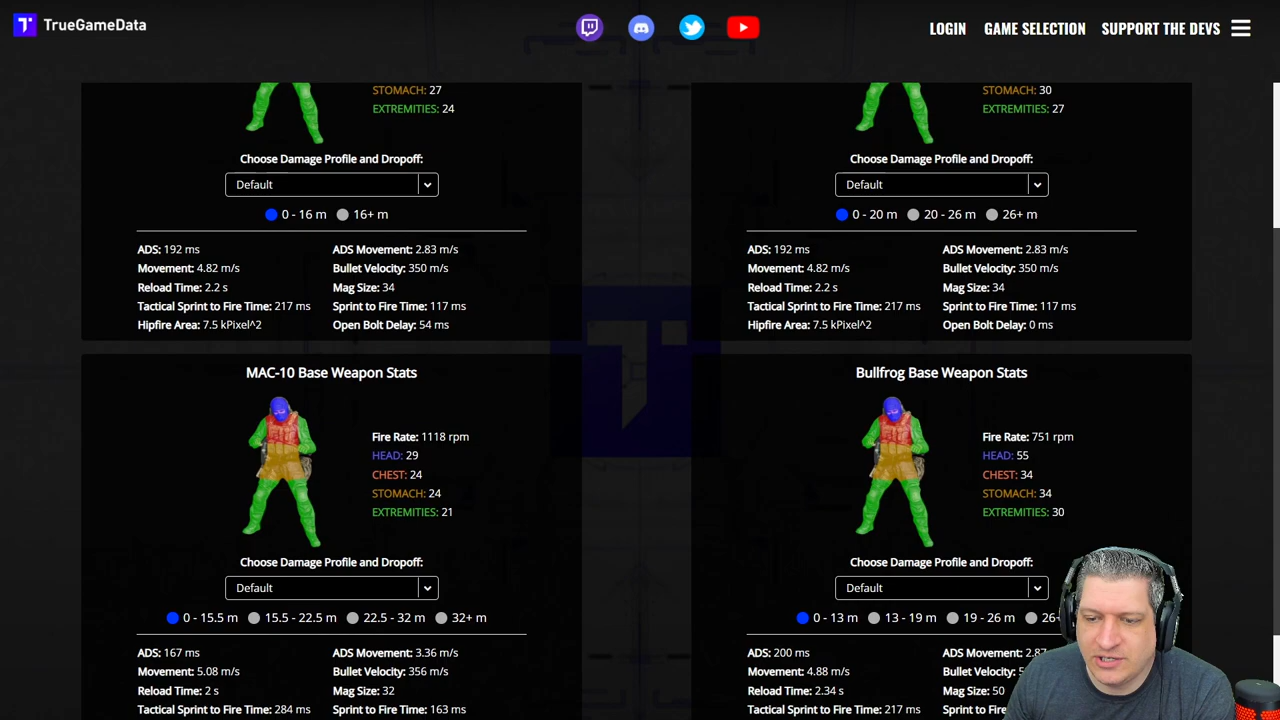 TrueGameData
LOGIN GAME SELECTION SUPPORT THE DEVS
STOMACH: 27
EXTREMITIES: 24
Choose Damage Profile and Dropoff:
Default
0 - 16 m 16+ m
ADS: 192 ms ADS Movement: 2.83 m/s
Movement: 4.82 m/s Bullet Velocity: 350 m/s
Reload Time: 2.2 s Mag Size: 34
Tactical Sprint to Fire Time: 217 ms Sprint to Fire Time: 117 ms
Hipfire Area: 7.5 kPixel^2 Open Bolt Delay: 54 ms
STOMACH: 30
EXTREMITIES: 27
Choose Damage Profile and Dropoff:
Default
0 - 20 m 20 - 26 m 26+ m
ADS: 192 ms ADS Movement: 2.83 m/s
Movement: 4.82 m/s Bullet Velocity: 350 m/s
Reload Time: 2.2 s Mag Size: 34
Tactical Sprint to Fire Time: 217 ms Sprint to Fire Time: 117 ms
Hipfire Area: 7.5 kPixel^2 Open Bolt Delay: 0 ms
MAC-10 Base Weapon Stats
Fire Rate: 1118 rpm
HEAD: 29
CHEST: 24
STOMACH: 24
EXTREMITIES: 21
Choose Damage Profile and Dropoff:
Default
0 - 15.5 m 15.5 - 22.5 m 22.5 - 32 m 32+ m
ADS: 167 ms ADS Movement: 3.36 m/s
Movement: 5.08 m/s Bullet Velocity: 356 m/s
Reload Time: 2 s Mag Size: 32
Tactical Sprint to Fire Time: 284 ms Sprint to Fire Time: 163 ms
Bullfrog Base Weapon Stats
Fire Rate: 751 rpm
HEAD: 55
CHEST: 34
STOMACH: 34
EXTREMITIES: 30
Choose Damage Profile and Dropoff:
Default
0 - 13 m 13 - 19 m 19 - 26 m 26+
ADS: 200 ms ADS Movement: 2.87
Movement: 4.88 m/s Bullet Velocity:
Reload Time: 2.34 s Mag Size: 50
Tactical Sprint to Fire Time: 217 ms Sprint to Fire